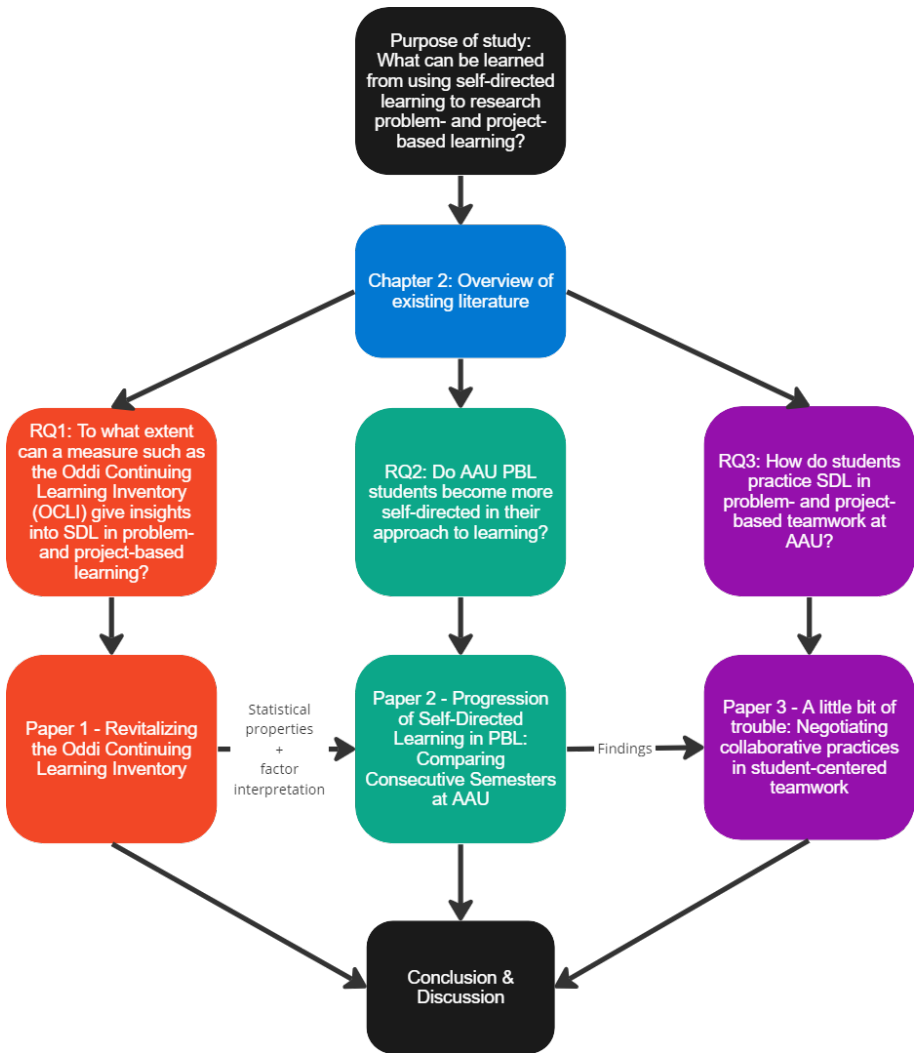 Purpose of study:
What can be learned
from using self-directed
learning to research
problem- and project-
based learning?
Chapter 2: Overview of
existing literature
RQ1: To what extent
can a measure such as
the Oddi Continuing
Learning Inventory
(OCLI) give insights
into SDL in problem-
and project-based
learning?
RQ2: Do AAU PBL
students become more
self-directed in their
approach to learning?
RQ3: How do students
practice SDL in
problem- and project-
based teamwork at
AAU?
Paper 1 - Revitalizing
the Oddi Continuing
Learning Inventory
Statistical
properties
+
factor
interpretation
Paper 2 - Progression
of Self-Directed
Learning in PBL:
Comparing
Consecutive Semesters
at AAU
Findings
Paper 3 - A little bit of
trouble: Negotiating
collaborative practices
in student-centered
teamwork
Conclusion &
Discussion